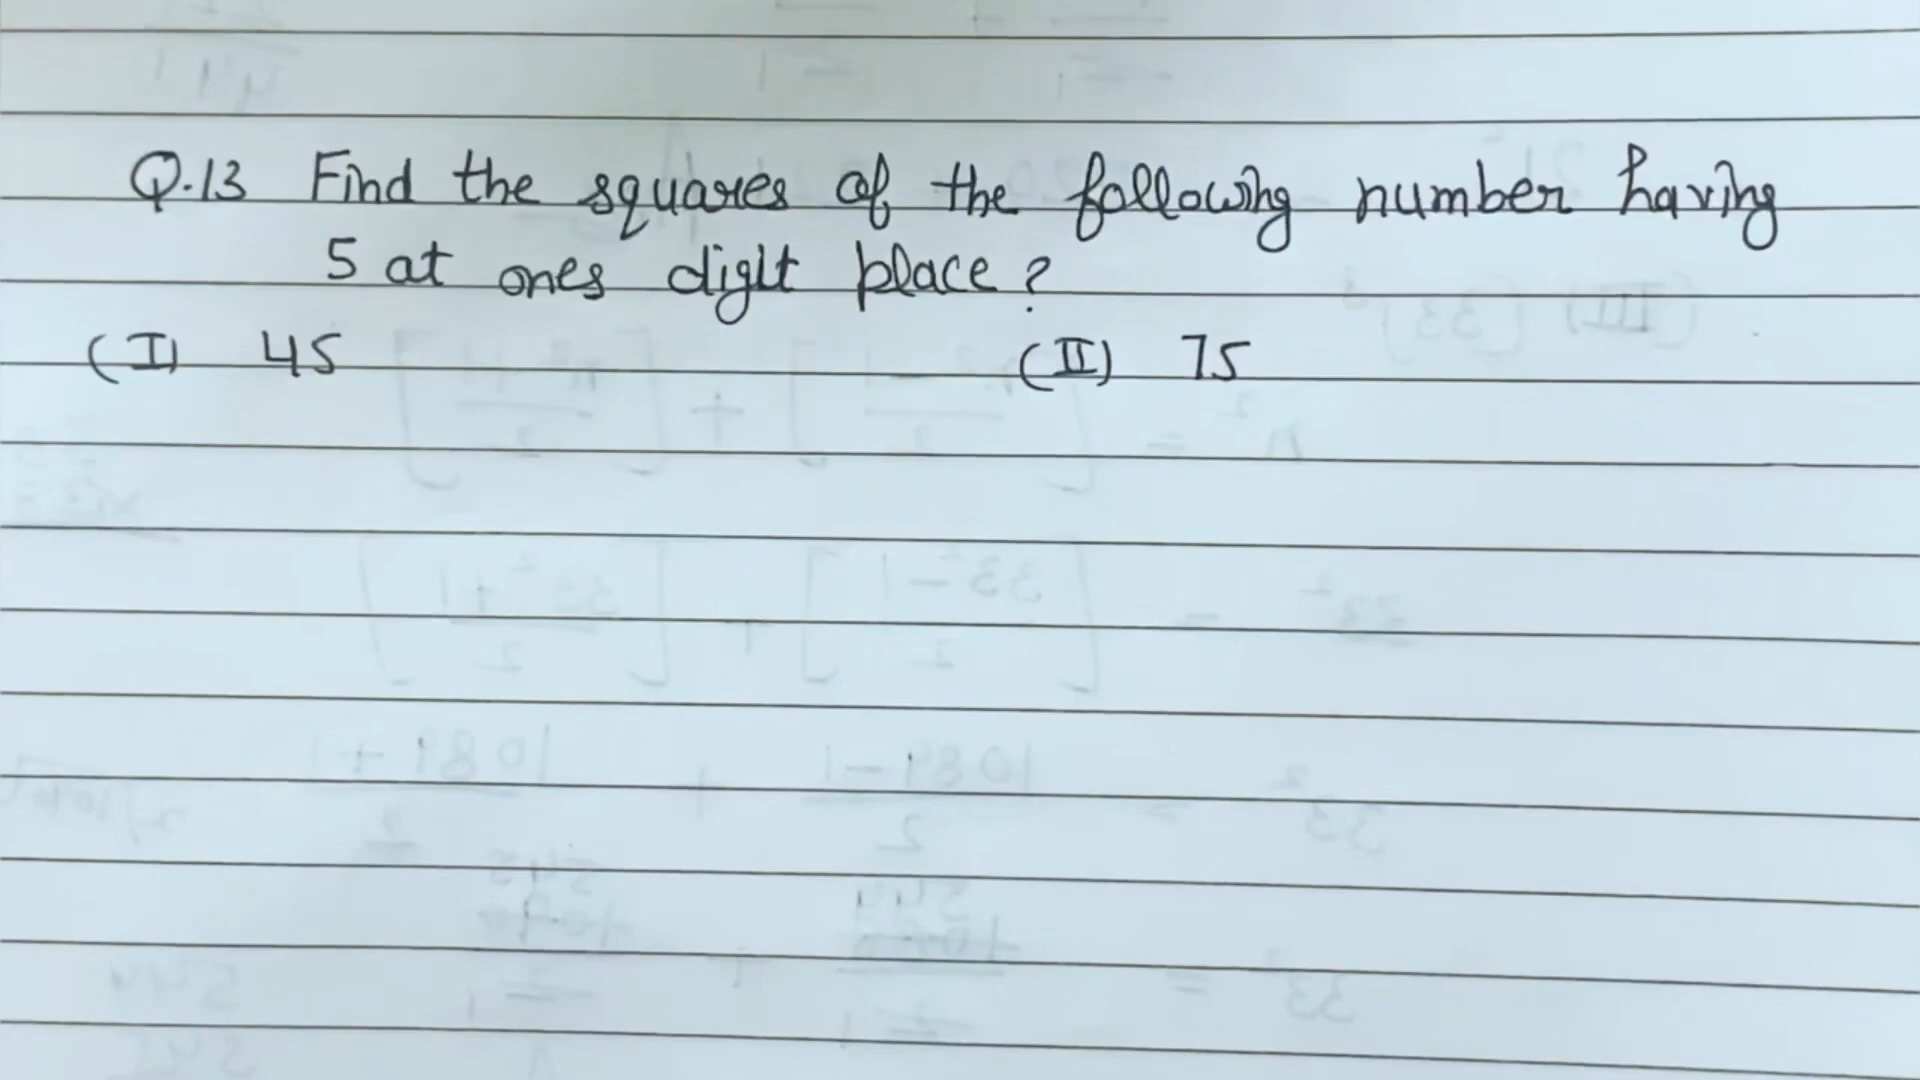 Q.13 Find the squares of the following number having
5 at ones digit place?
(I) 45 (II) 75